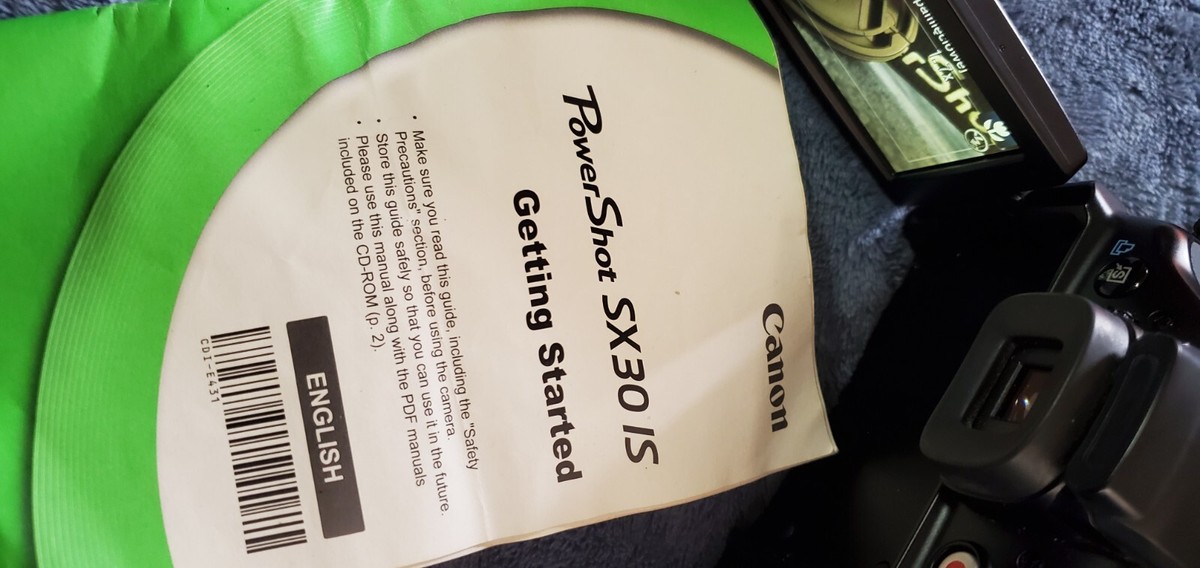 Canon
PowerShot SX30 IS
Getting Started
• Make sure you read this guide, including the "Safety
Precautions" section, before using the camera.
• Store this guide safely so that you can use it in the future.
• Please use this manual along with the PDF manuals
included on the CD-ROM (p. 2).
ENGLISH
CDI-E431